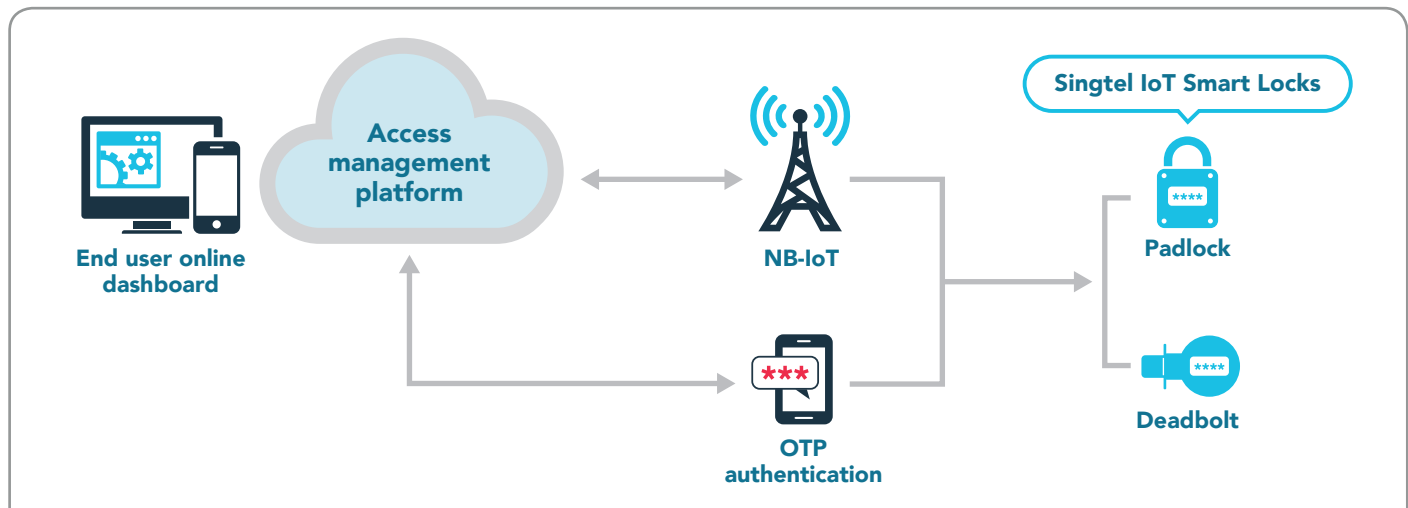 Singtel IoT Smart Locks
Access
management
platform
End user online
dashboard
NB-IoT
****
Padlock
***
OTP
authentication
****
Deadbolt